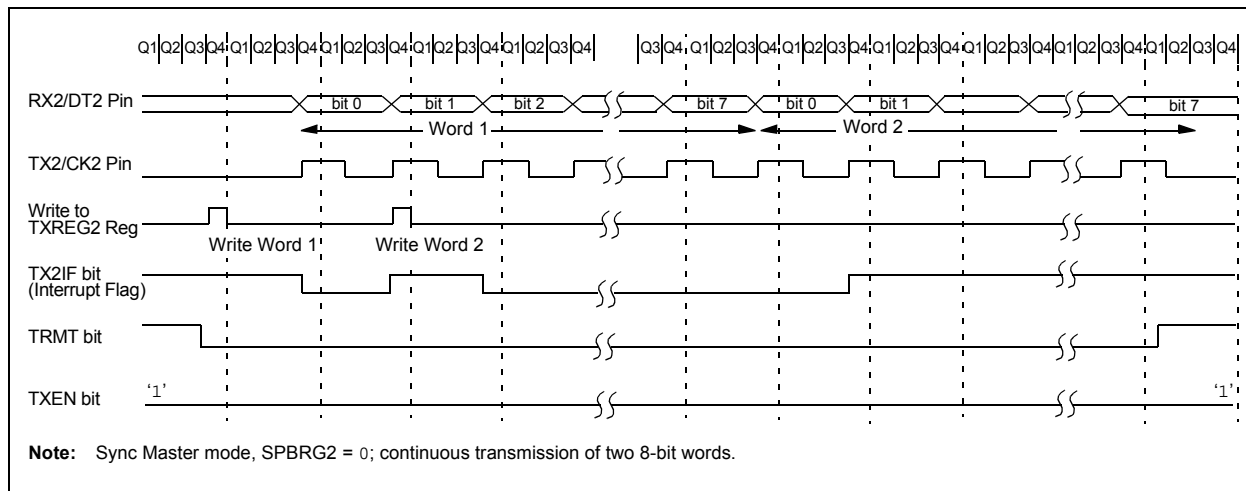 Q1 Q2 Q3 Q4 Q1 Q2 Q3 Q4 Q1 Q2 Q3 Q4 Q1 Q2 Q3 Q4 Q1 Q2 Q3 Q4 Q3 Q4 Q1 Q2 Q3 Q4 Q1 Q2 Q3 Q4 Q1 Q2 Q3 Q4 Q1 Q2 Q3 Q4 Q1 Q2 Q3 Q4 Q1 Q2 Q3 Q4
RX2/DT2 Pin bit 0 bit 1 bit 2 bit 7 bit 0 bit 1 bit 7
Word 1 Word 2
TX2/CK2 Pin
Write to
TXREG2 Reg
Write Word 1 Write Word 2
TX2IF bit
(Interrupt Flag)
TRMT bit
TXEN bit '1' '1'
Note: Sync Master mode, SPBRG2 = 0; continuous transmission of two 8-bit words.